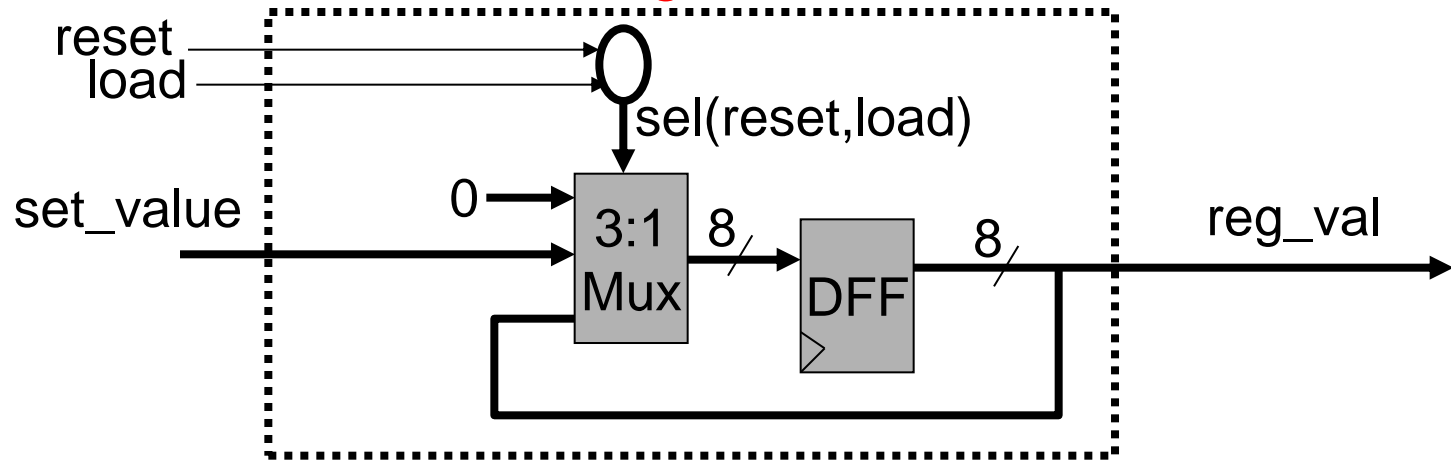 reset
load
sel(reset,load)
0
set_value
3:1
Mux
8
DFF
8
reg_val